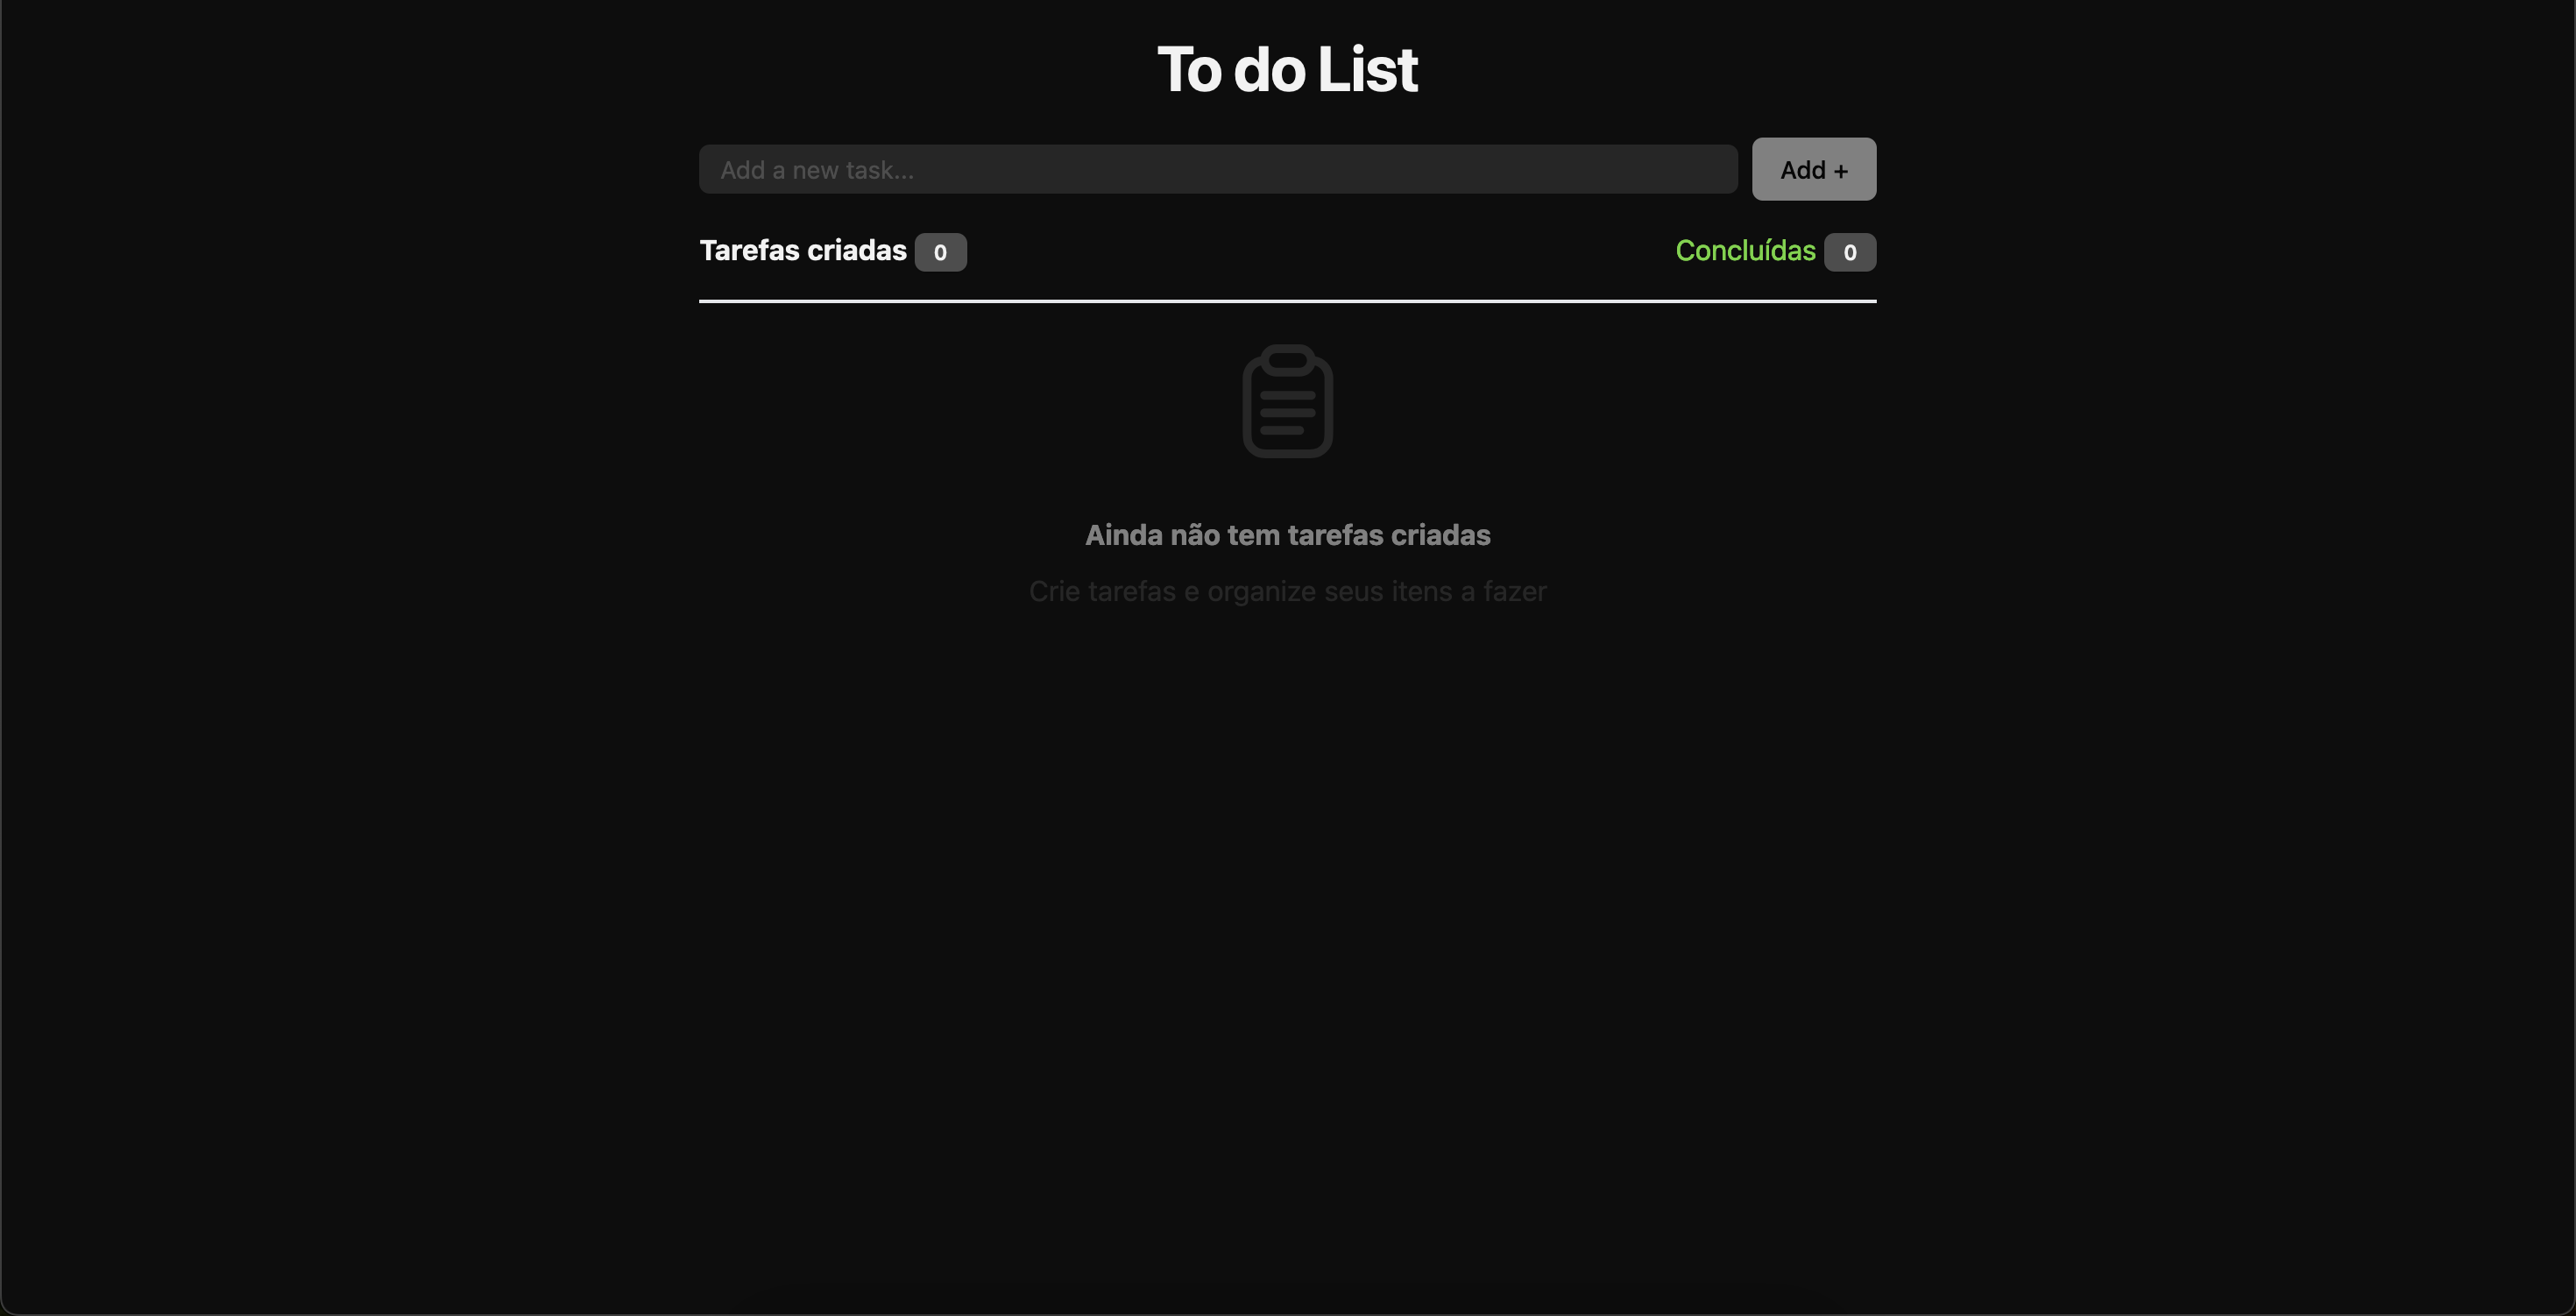 To do List
Add a new task...
Add +
Tarefas criadas 0
Concluídas 0
Ainda não tem tarefas criadas
Crie tarefas e organize seus itens a fazer